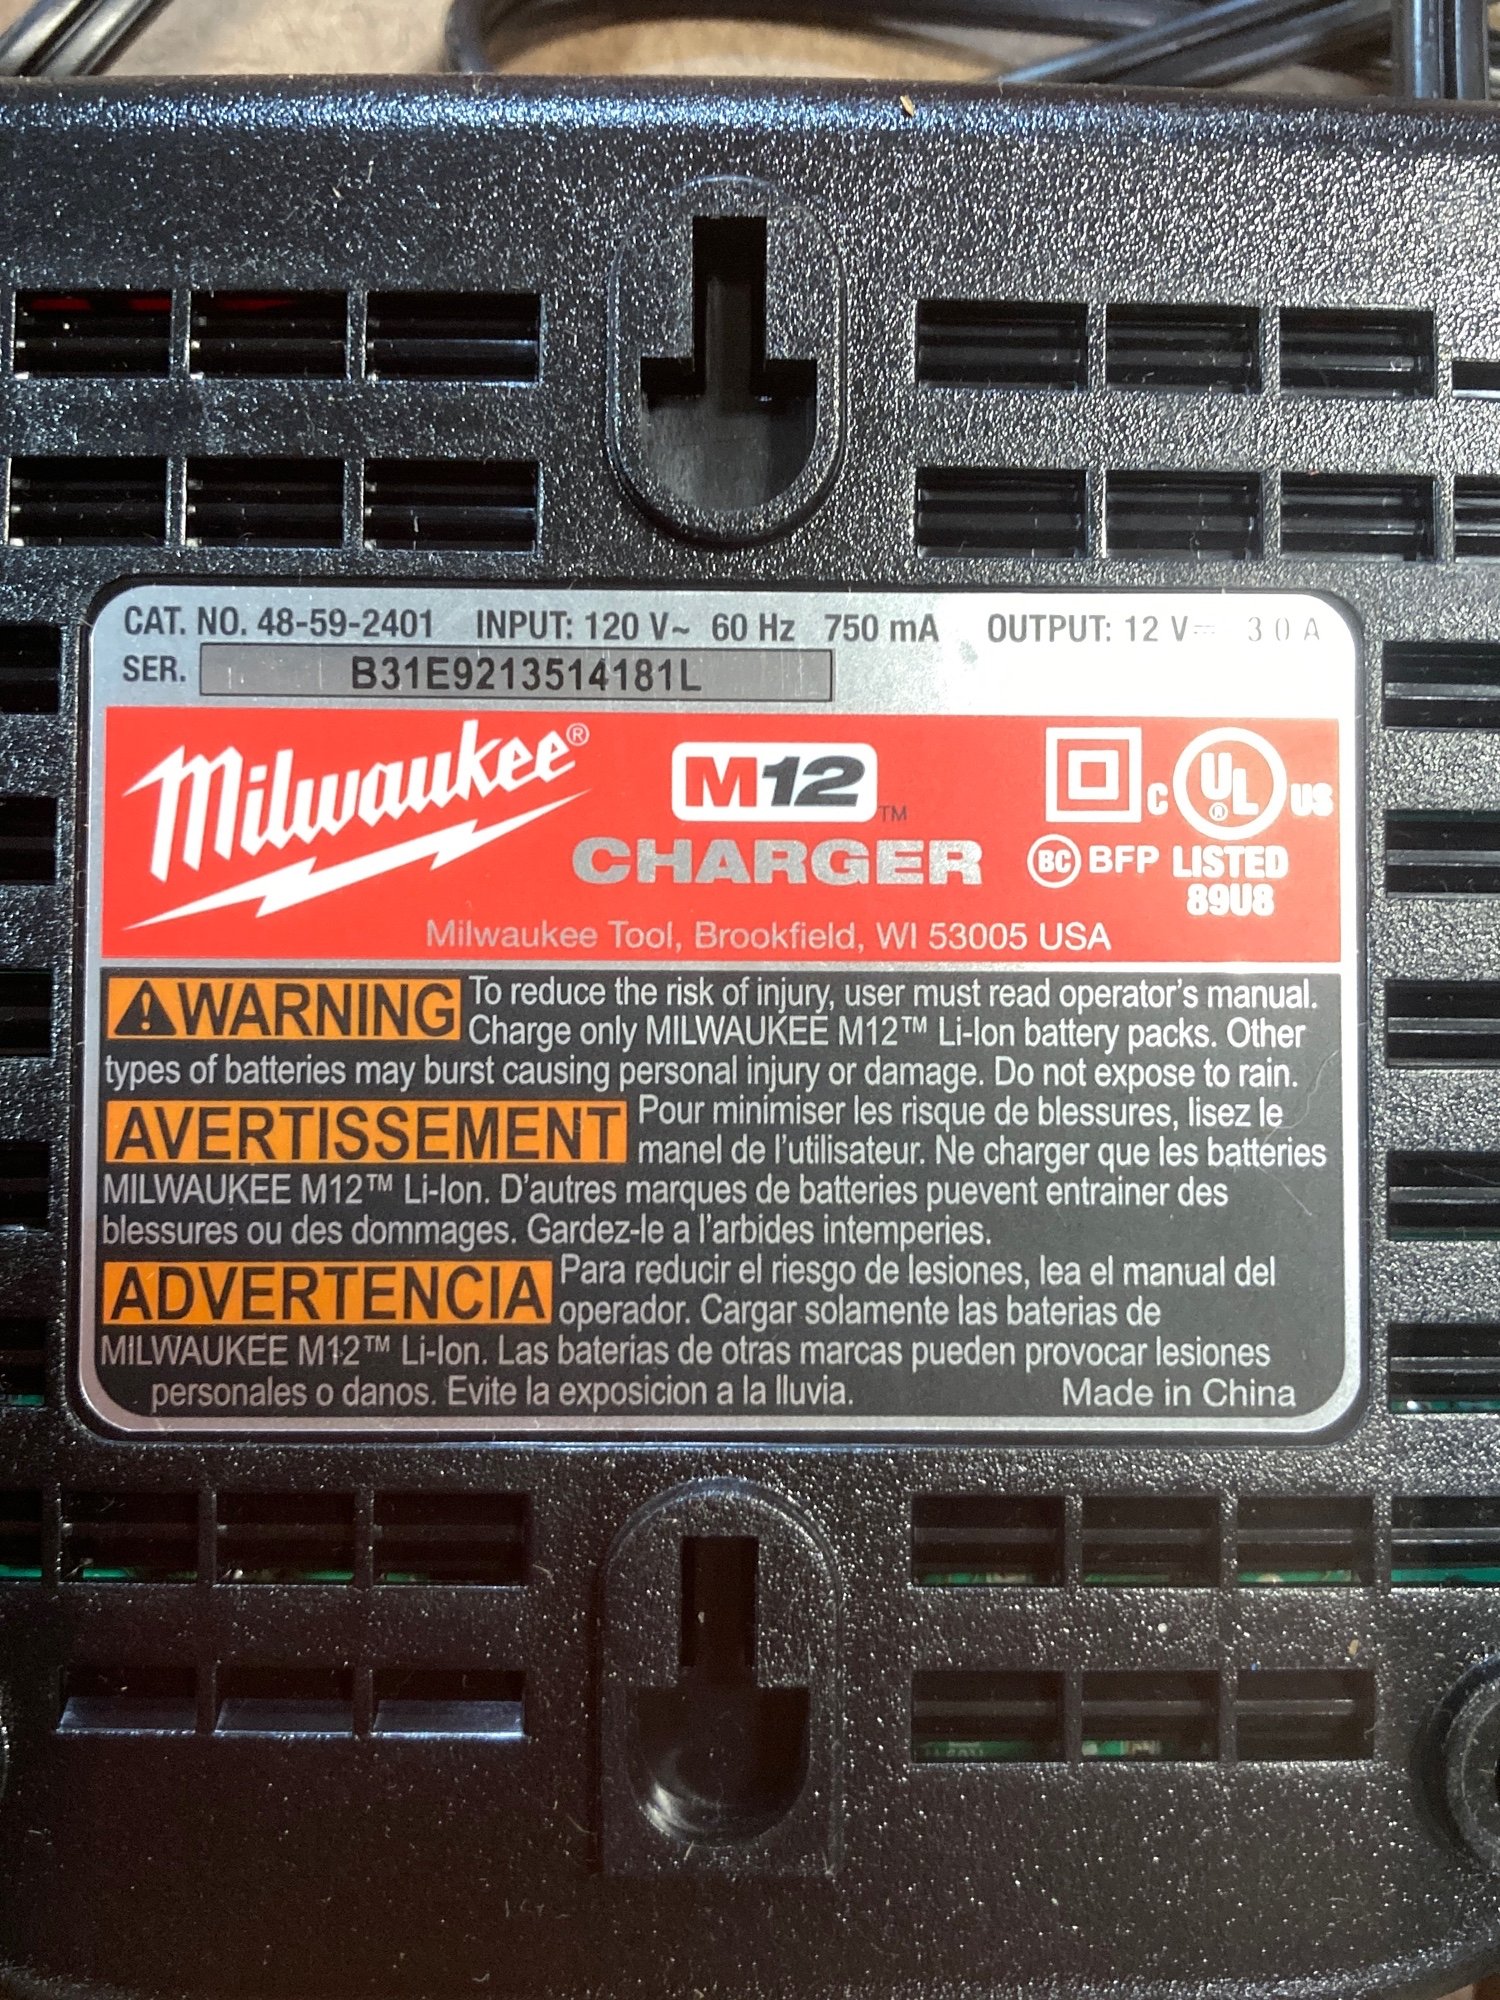 CAT. NO. 48-59-2401 INPUT: 120 V~ 60 Hz 750 mA OUTPUT: 12 V⎓ 3.0 A
SER. B31E9213514181L
Milwaukee®
M12™
CHARGER
C UL® US
BC BFP LISTED
89U8
Milwaukee Tool, Brookfield, WI 53005 USA
⚠WARNING To reduce the risk of injury, user must read operator's manual.
Charge only MILWAUKEE M12™ Li-Ion battery packs. Other
types of batteries may burst causing personal injury or damage. Do not expose to rain.
AVERTISSEMENT Pour minimiser les risque de blessures, lisez le
manel de l'utilisateur. Ne charger que les batteries
MILWAUKEE M12™ Li-Ion. D'autres marques de batteries puevent entrainer des
blessures ou des dommages. Gardez-le a l'arbides intemperies.
ADVERTENCIA Para reducir el riesgo de lesiones, lea el manual del
operador. Cargar solamente las baterias de
MILWAUKEE M12™ Li-Ion. Las baterias de otras marcas pueden provocar lesiones
personales o danos. Evite la exposicion a la lluvia. Made in China